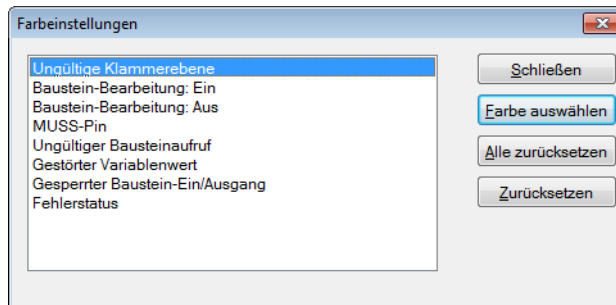 Farbeinstellungen
Ungültige Klammerebene
Baustein-Bearbeitung: Ein
Baustein-Bearbeitung: Aus
MUSS-Pin
Ungültiger Bausteinaufruf
Gestörter Variablenwert
Gesperrter Baustein-Ein/Ausgang
Fehlerstatus
Schließen
Farbe auswählen
Alle zurücksetzen
Zurücksetzen